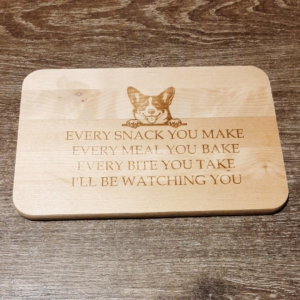 EVERY SNACK YOU MAKE
EVERY MEAL YOU BAKE
EVERY BITE YOU TAKE
I'LL BE WATCHING YOU